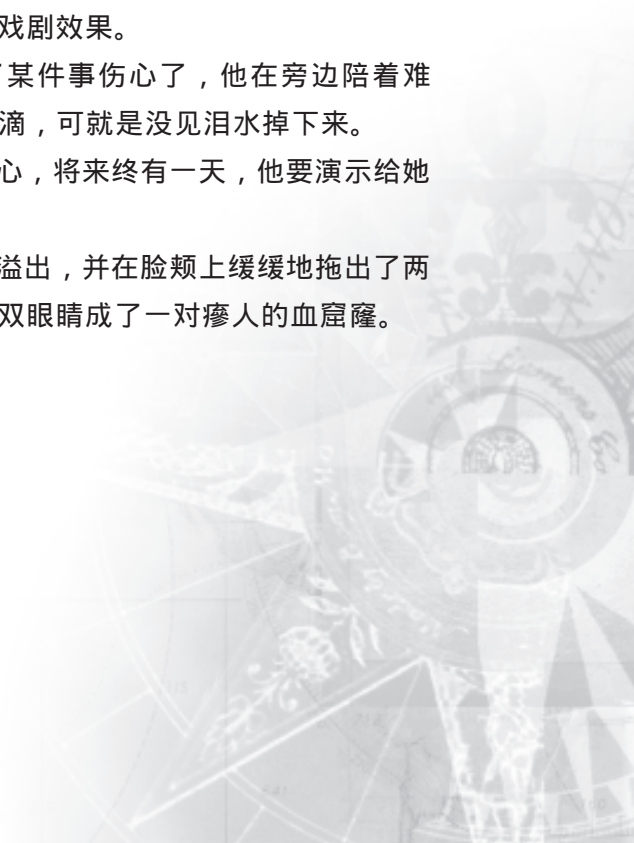 戏剧效果。
某件事伤心了，他在旁边陪着难
滴，可就是没见泪水掉下来。
心，将来终有一天，他要演示给她
溢出，并在脸颊上缓缓地拖出了两
双眼睛成了一对瘆人的血窟窿。